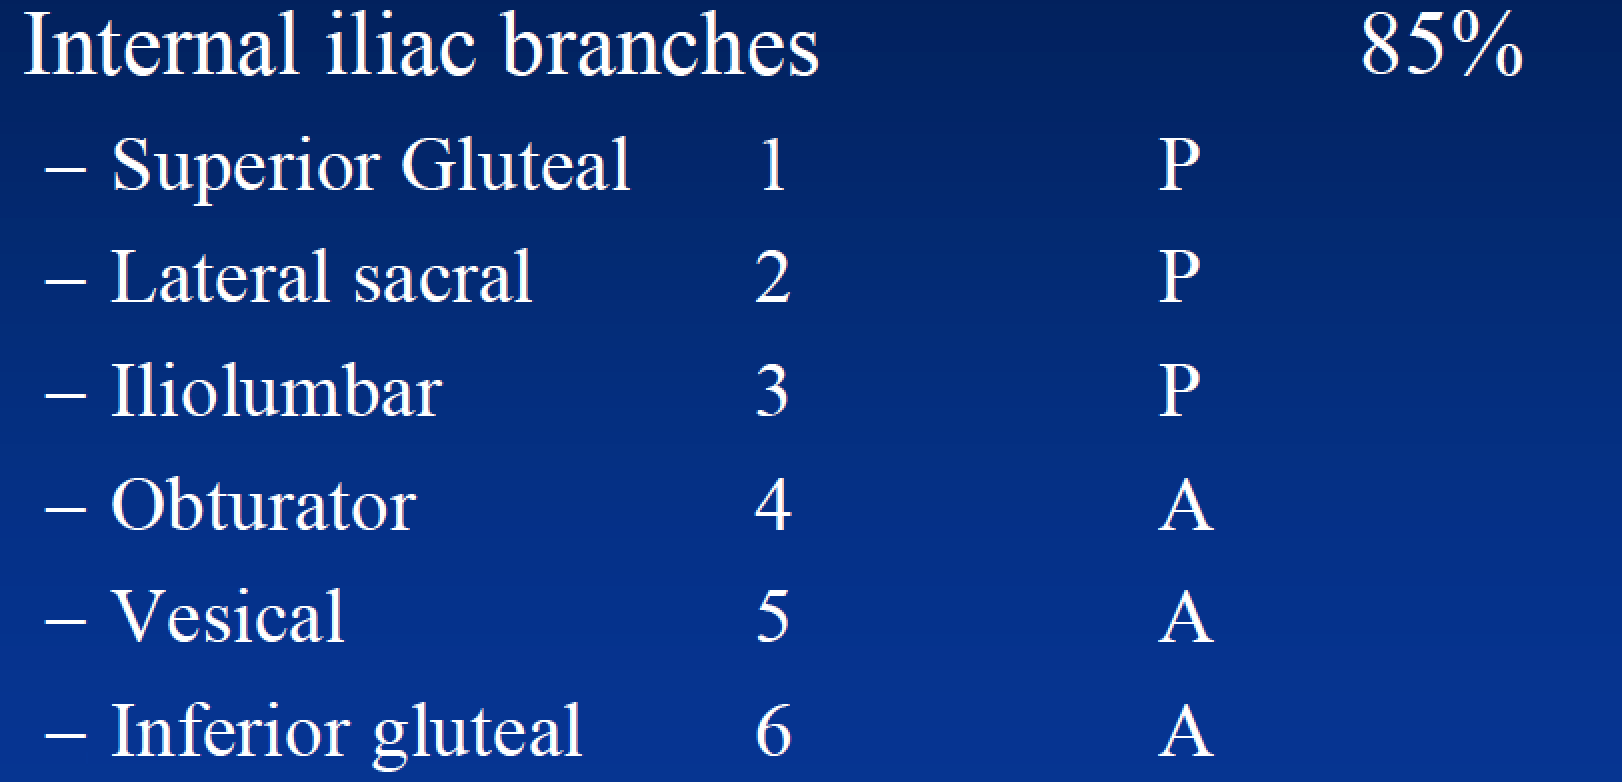 Internal iliac branches 85%
– Superior Gluteal 1 P
– Lateral sacral 2 P
– Iliolumbar 3 P
– Obturator 4 A
– Vesical 5 A
– Inferior gluteal 6 A